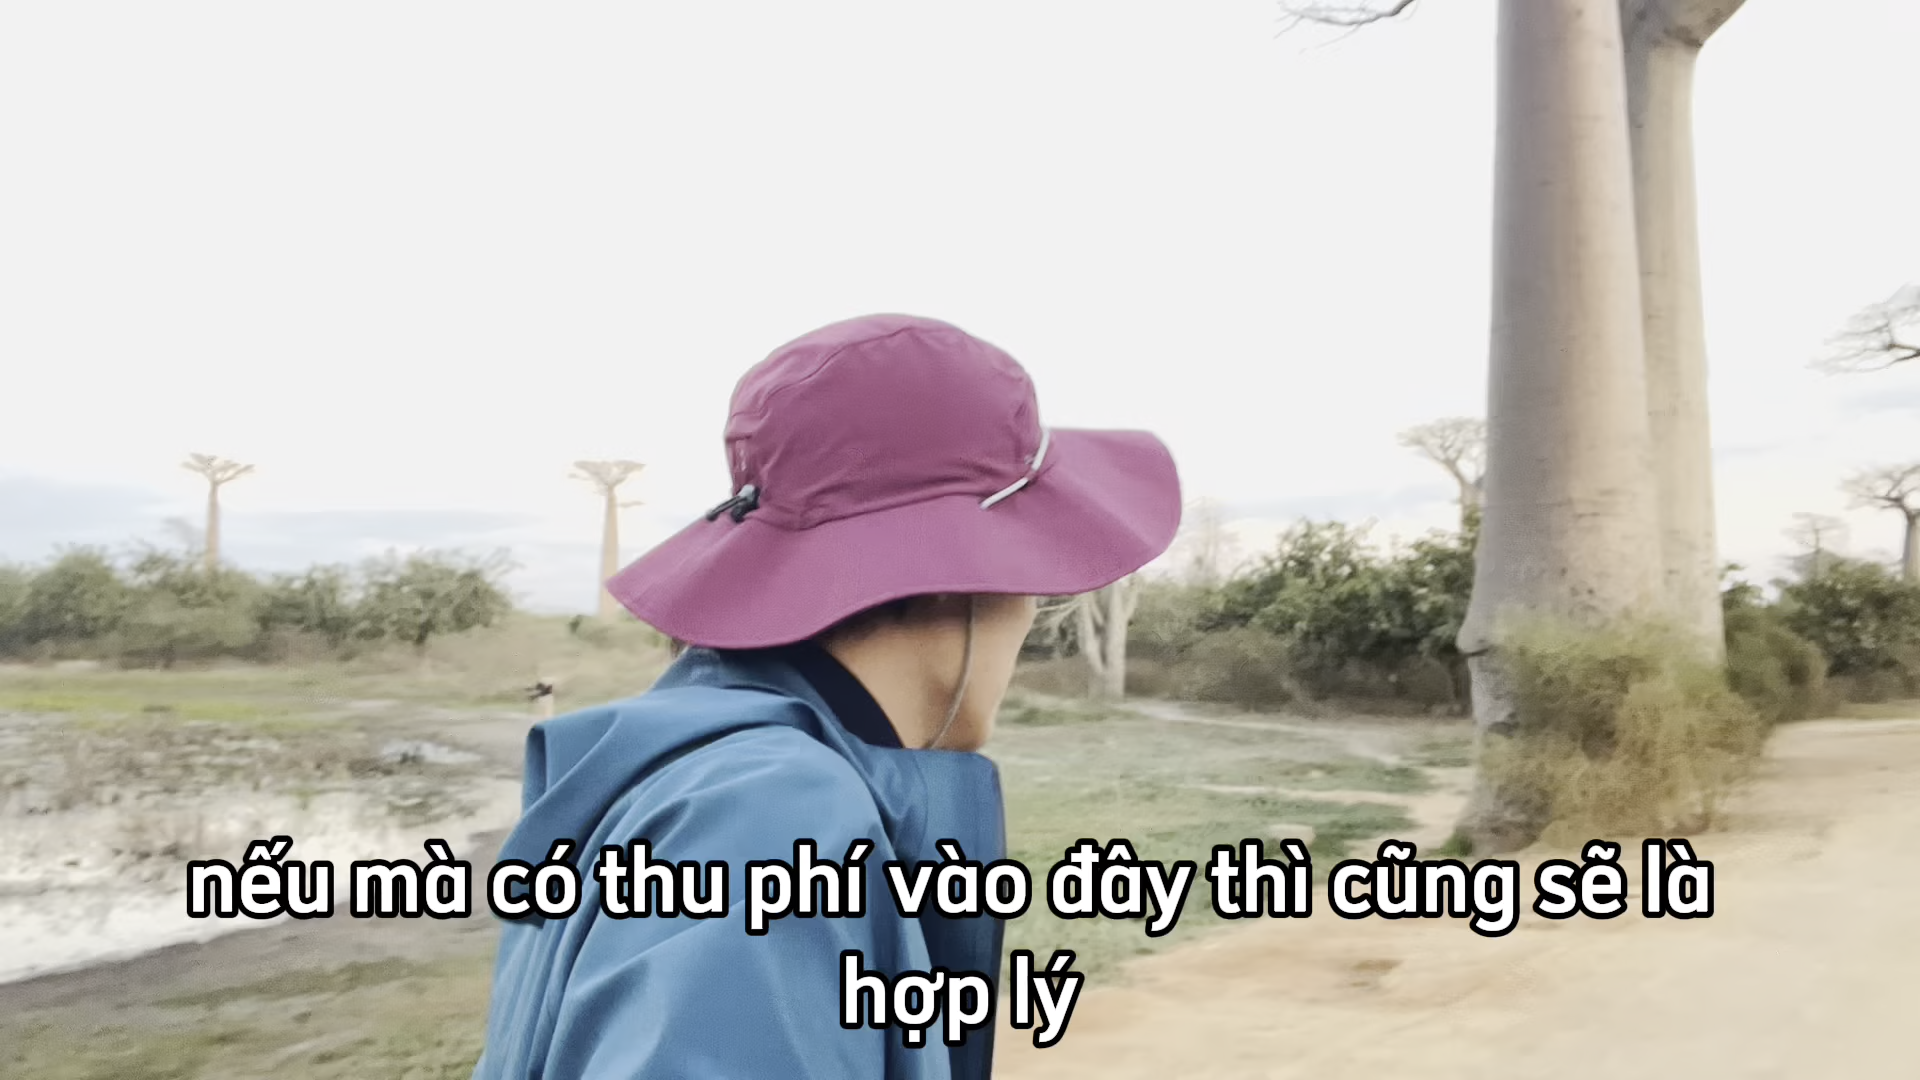 nếu mà có thu phí vào đây thì cũng sẽ là
hợp lý